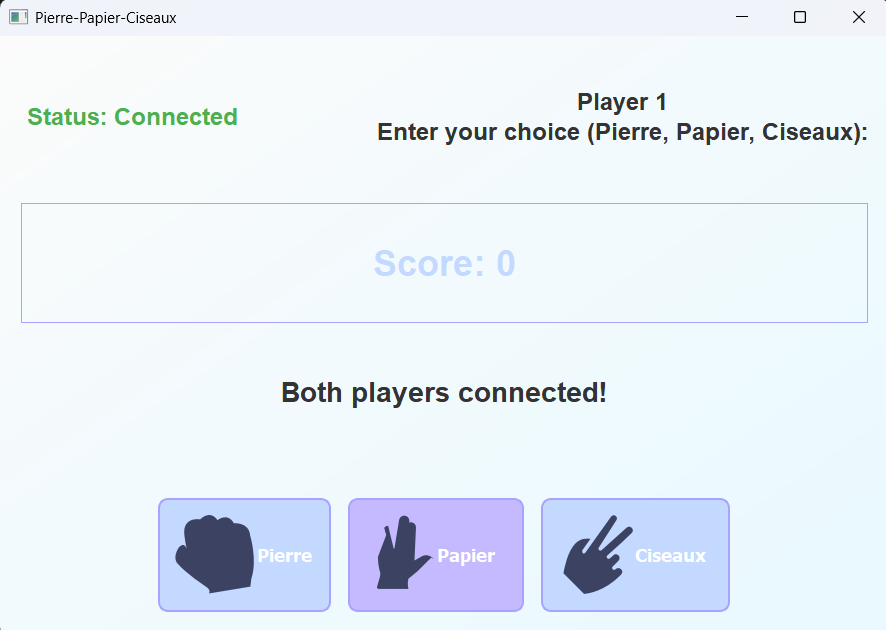 Pierre-Papier-Ciseaux
Status: Connected
Player 1
Enter your choice (Pierre, Papier, Ciseaux):
Score: 0
Both players connected!
Pierre
Papier
Ciseaux